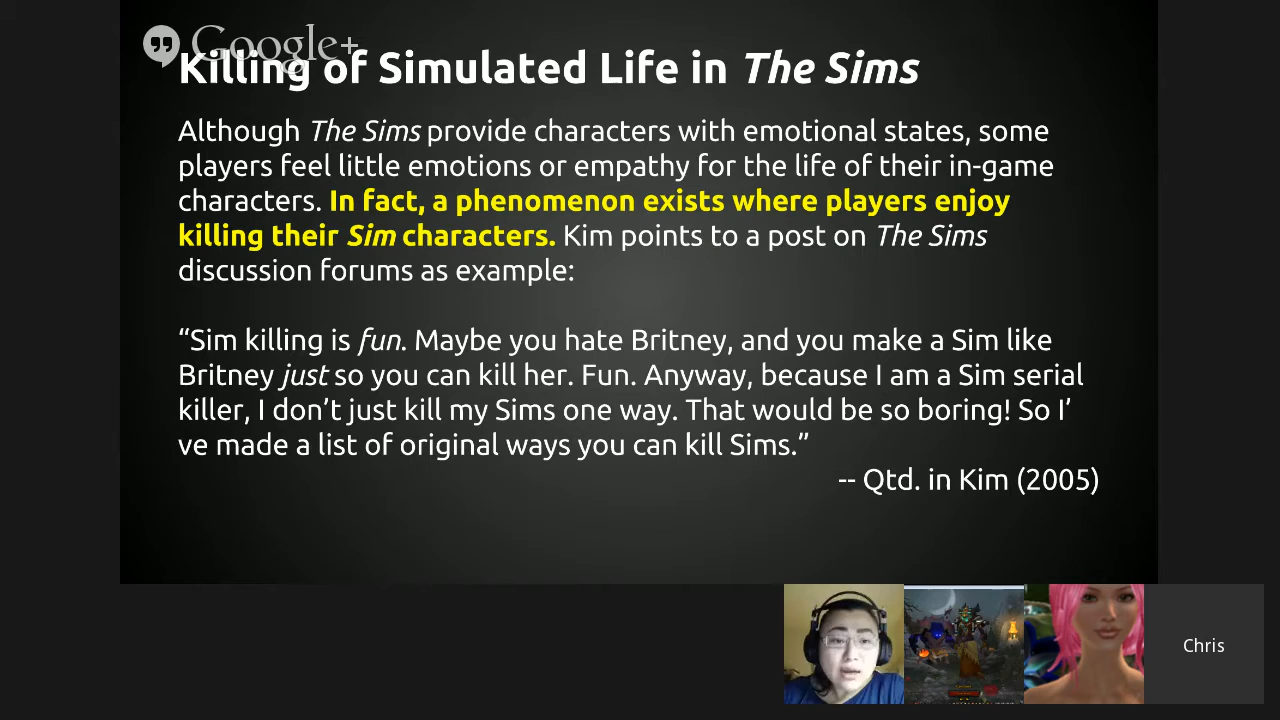 Google+
Killing of Simulated Life in The Sims
Although The Sims provide characters with emotional states, some
players feel little emotions or empathy for the life of their in-game
characters. In fact, a phenomenon exists where players enjoy
killing their Sim characters. Kim points to a post on The Sims
discussion forums as example:
“Sim killing is fun. Maybe you hate Britney, and you make a Sim like
Britney just so you can kill her. Fun. Anyway, because I am a Sim serial
killer, I don’t just kill my Sims one way. That would be so boring! So I’
ve made a list of original ways you can kill Sims.”
-- Qtd. in Kim (2005)
Chris